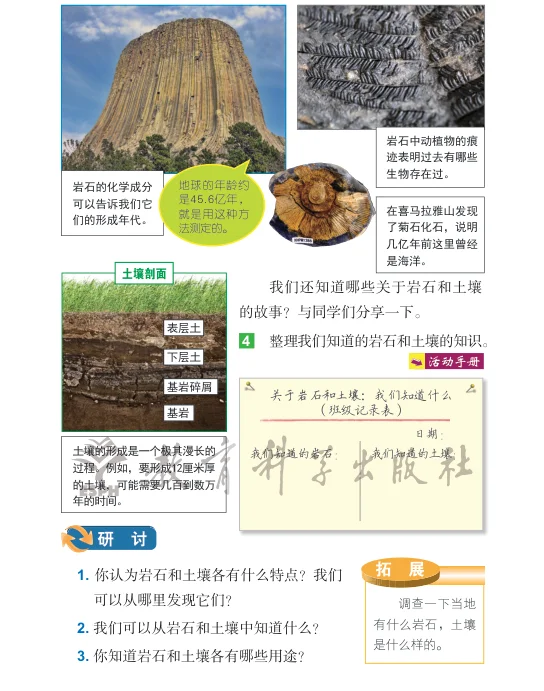 岩石的化学成分
可以告诉我们它
们的形成年代。
地球的年龄约
是45.6亿年，
就是用这种方
法测定的。
岩石中动植物的痕
迹表明过去有哪些
生物存在过。
在喜马拉雅山发现
了菊石化石，说明
几亿年前这里曾经
是海洋。
土壤剖面
表层土
下层土
基岩碎屑
基岩
土壤的形成是一个极其漫长的
过程。例如，要形成12厘米厚
的土壤，可能需要几百到数万
年的时间。
我们还知道哪些关于岩石和土壤
的故事？与同学们分享一下。
4 整理我们知道的岩石和土壤的知识。
活动手册
关于岩石和土壤：我们知道什么
（班级记录表）
日期：
我们知道的岩石： 我们知道的土壤：
教育科学出版社
研 讨
1. 你认为岩石和土壤各有什么特点？我们
可以从哪里发现它们？
2. 我们可以从岩石和土壤中知道什么？
3. 你知道岩石和土壤各有哪些用途？
拓 展
调查一下当地
有什么岩石，土壤
是什么样的。